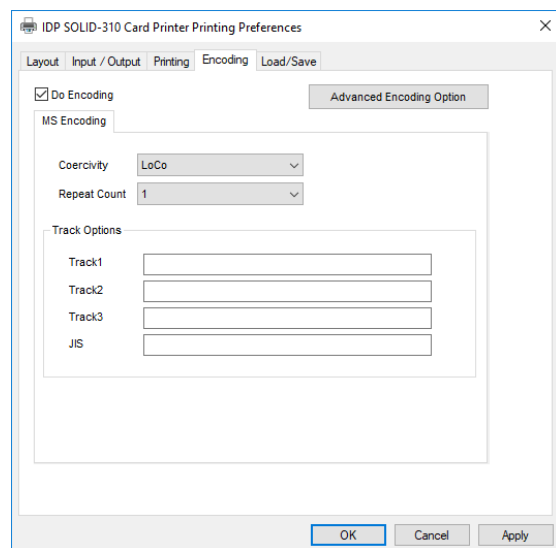 IDP SOLID-310 Card Printer Printing Preferences
Layout Input / Output Printing Encoding Load/Save
Do Encoding Advanced Encoding Option
MS Encoding
Coercivity LoCo
Repeat Count 1
Track Options
Track1
Track2
Track3
JIS
OK Cancel Apply